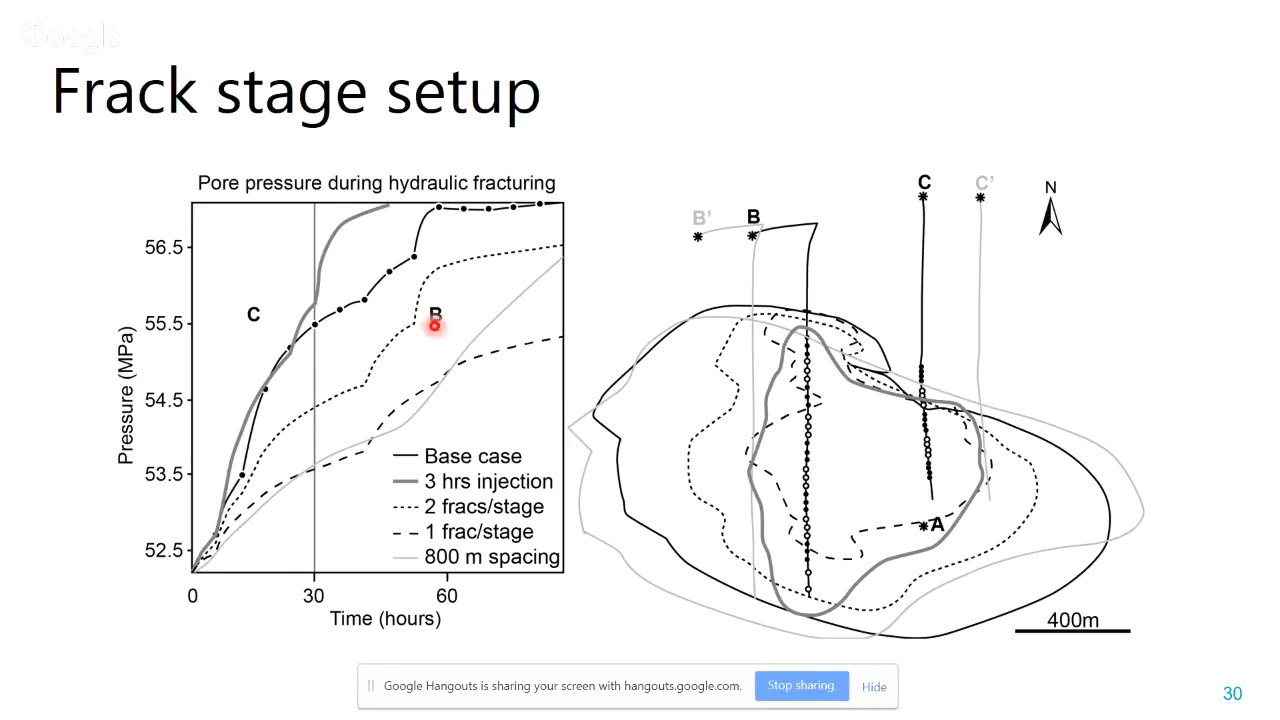 Google
Frack stage setup
Pore pressure during hydraulic fracturing
Pressure (MPa)
56.5
55.5
54.5
53.5
52.5
C
B
Base case
3 hrs injection
2 fracs/stage
1 frac/stage
800 m spacing
0
30
60
Time (hours)
B'
B
C
C'
N
A
400m
Google Hangouts is sharing your screen with hangouts.google.com.
Stop sharing
Hide
30